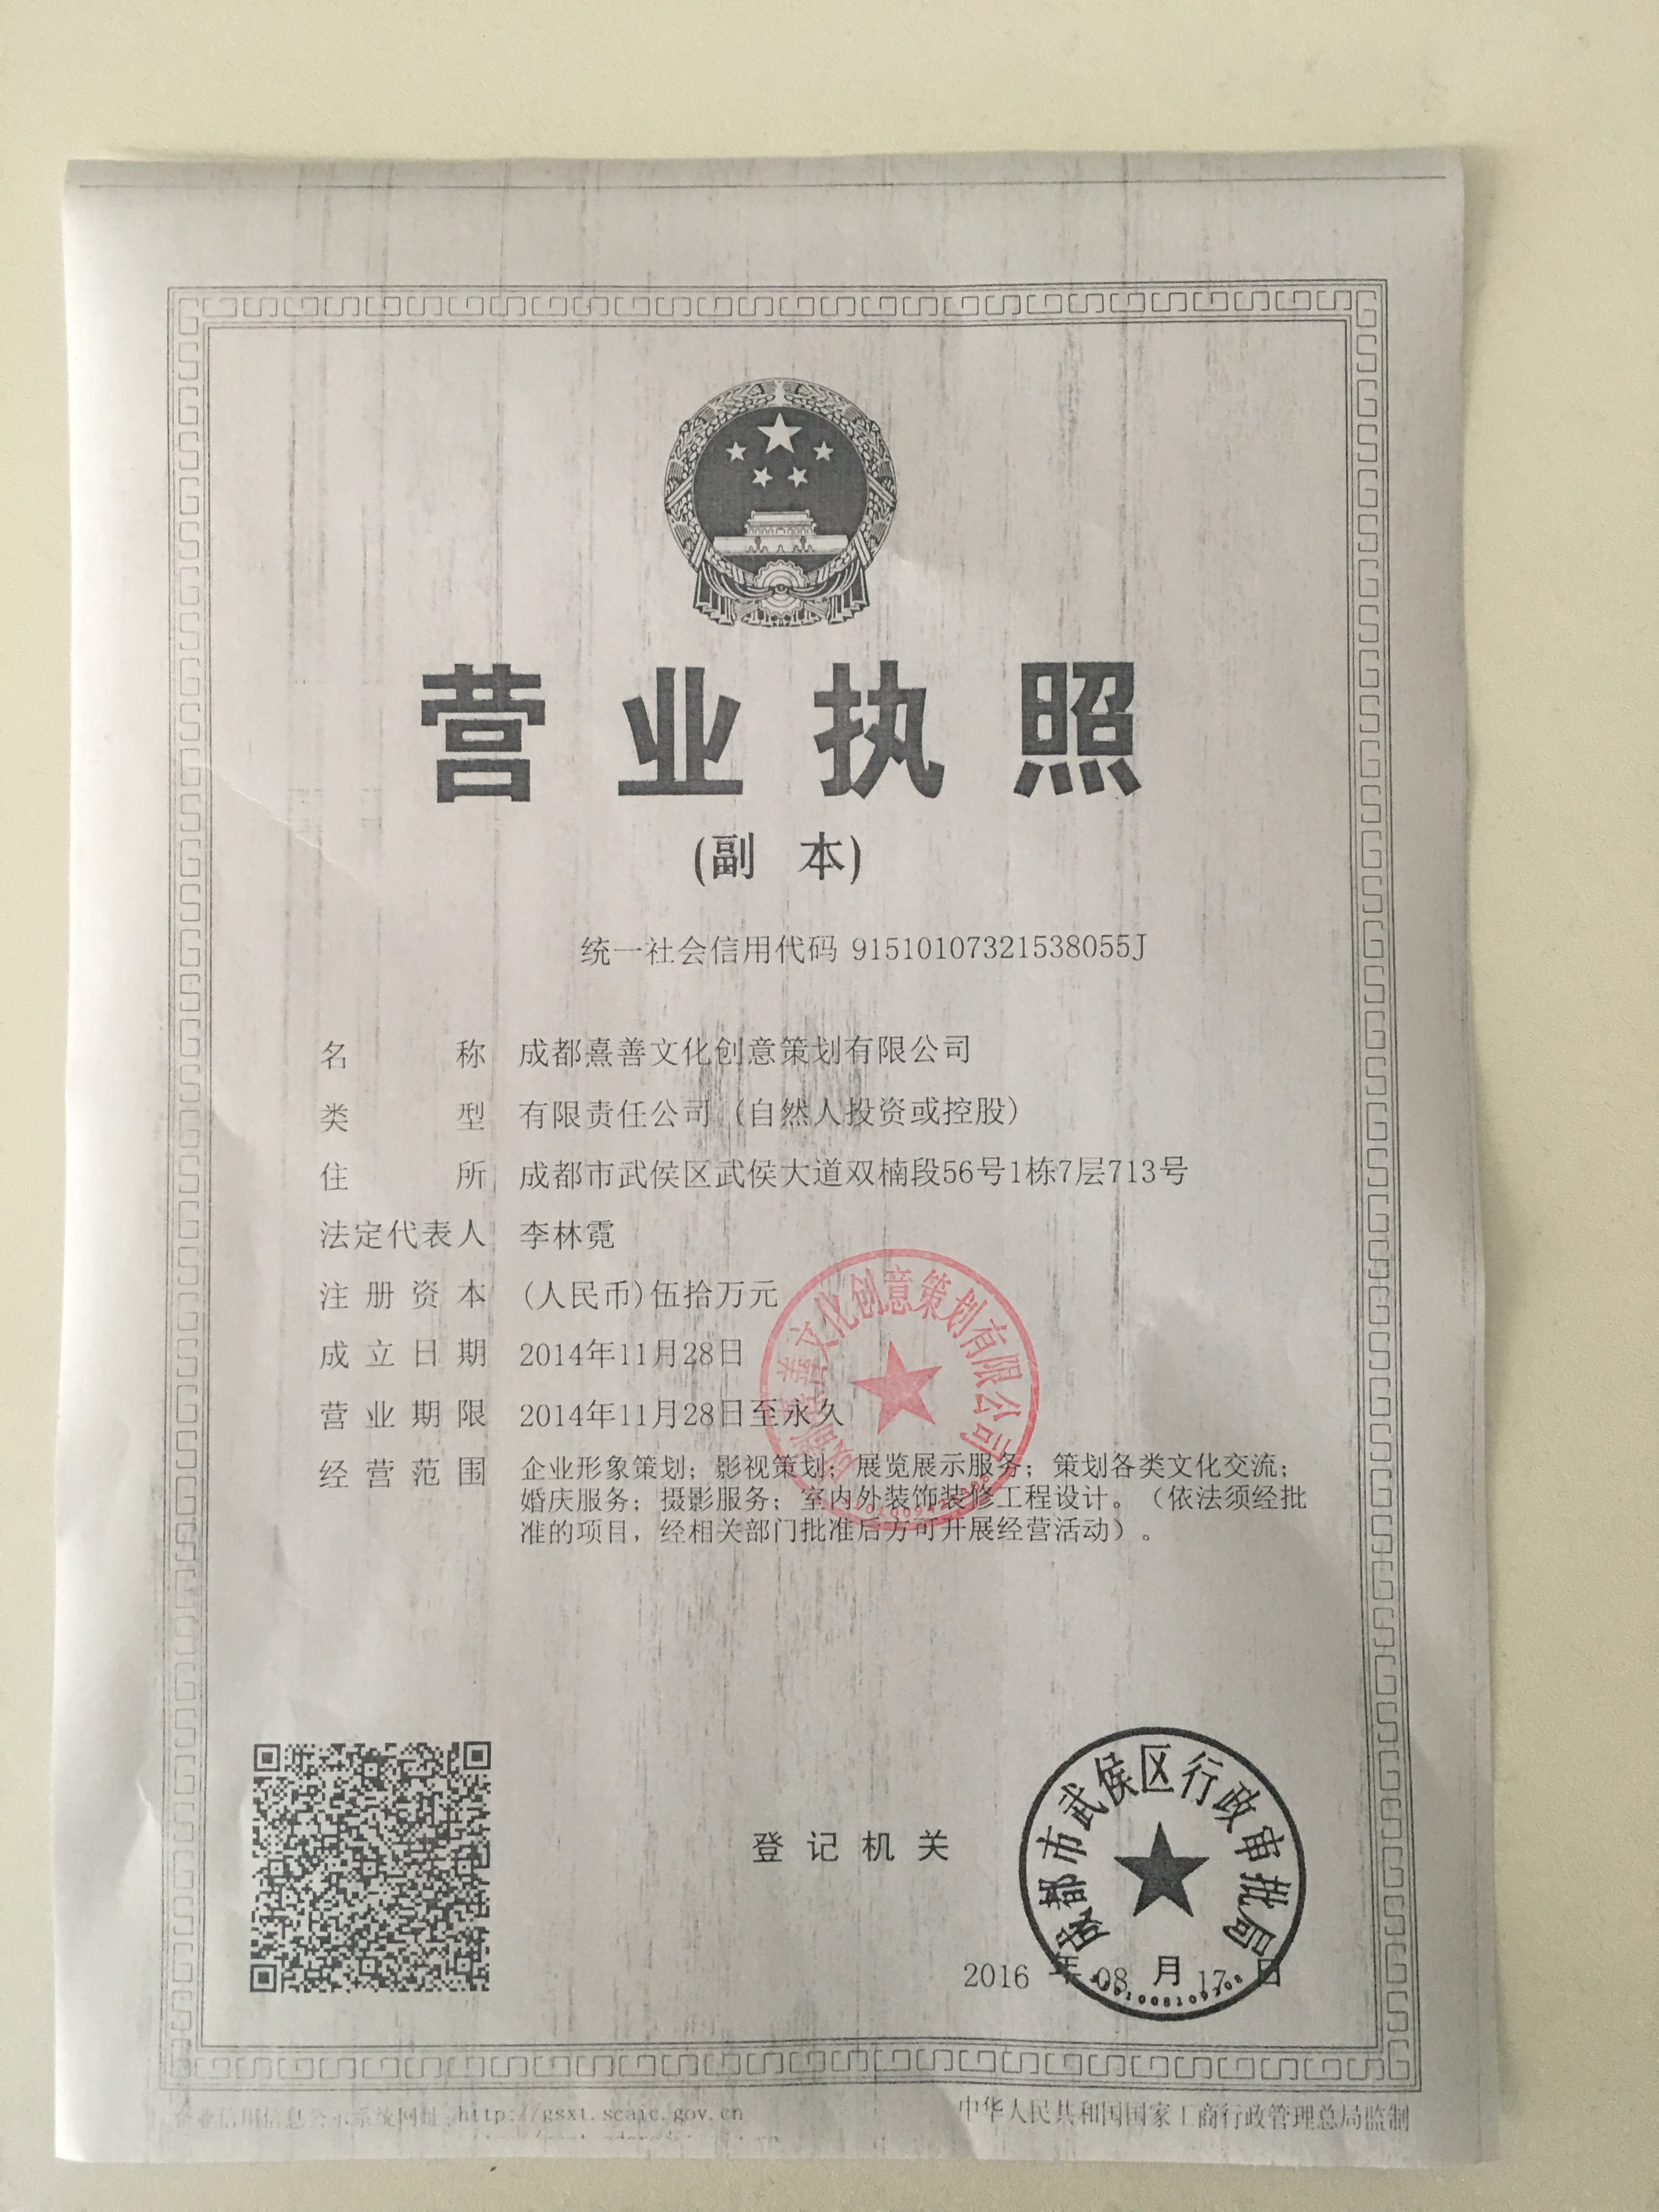 营业执照
(副 本)
统一社会信用代码 91510107321538055J
名 称 成都熹善文化创意策划有限公司
类 型 有限责任公司（自然人投资或控股）
住 所 成都市武侯区武侯大道双楠段56号1栋7层713号
法定代表人 李林霓
注册资本 (人民币)伍拾万元
成立日期 2014年11月28日
营业期限 2014年11月28日至永久
经营范围 企业形象策划；影视策划；展览展示服务；策划各类文化交流；
婚庆服务；摄影服务；室内外装饰装修工程设计。（依法须经批
准的项目，经相关部门批准后方可开展经营活动）。
善文化创意策划有限公司
登记机关
成都市武侯区行政审批局
2016 年 08 月 17 日
企业信用信息公示系统网址:http://gsxt.scaic.gov.cn
中华人民共和国国家工商行政管理总局监制